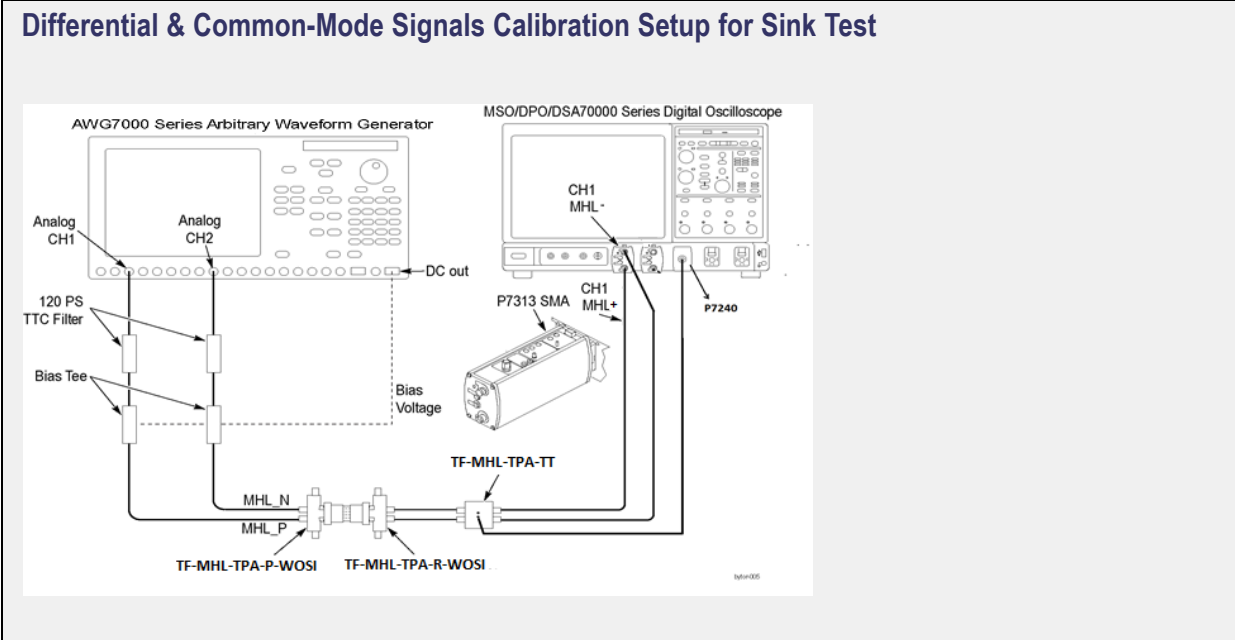 Differential & Common-Mode Signals Calibration Setup for Sink Test
MSO/DPO/DSA70000 Series Digital Oscilloscope
AWG7000 Series Arbitrary Waveform Generator
Analog
CH1
Analog
CH2
CH1
MHL-
DC out
120 PS
TTC Filter
P7313 SMA
CH1
MHL+
P7240
Bias Tee
Bias
Voltage
TF-MHL-TPA-TT
MHL_N
MHL_P
TF-MHL-TPA-P-WOSI
TF-MHL-TPA-R-WOSI